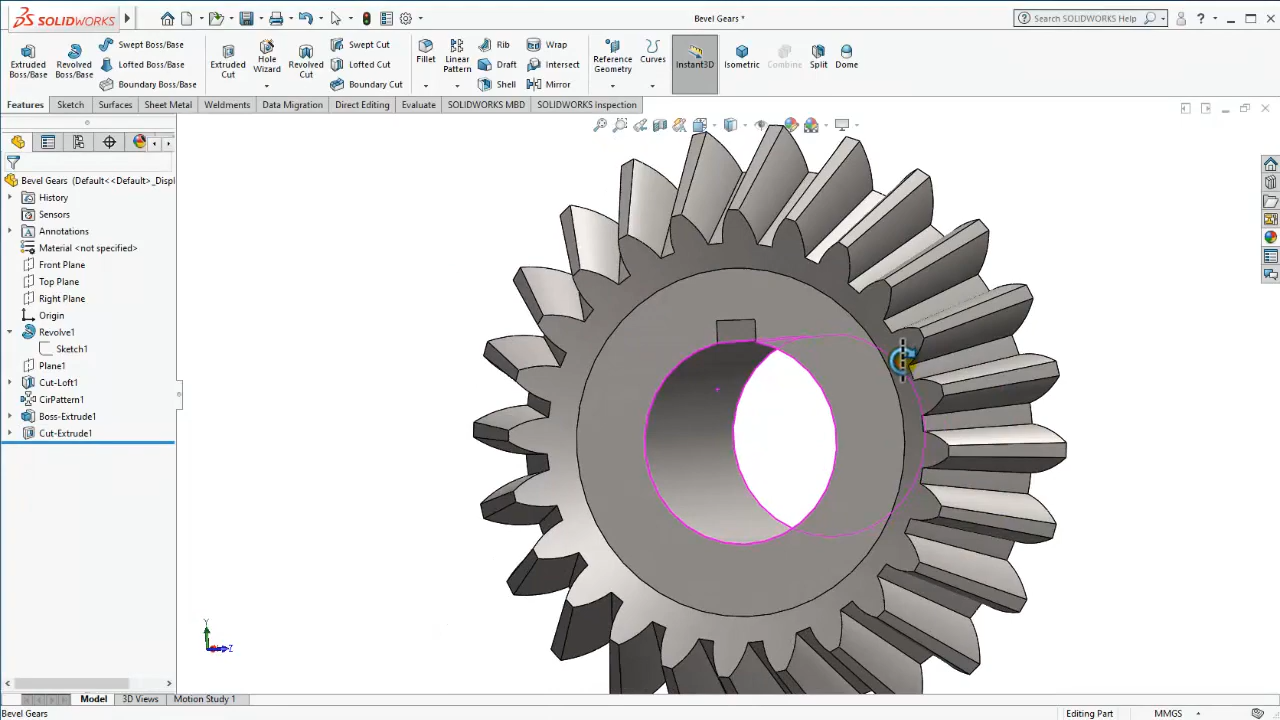 SOLIDWORKS
Bevel Gears *
Search SOLIDWORKS Help
?
Extruded Boss/Base
Revolved Boss/Base
Swept Boss/Base
Lofted Boss/Base
Boundary Boss/Base
Extruded Cut
Hole Wizard
Revolved Cut
Swept Cut
Lofted Cut
Boundary Cut
Fillet
Linear Pattern
Rib
Draft
Shell
Wrap
Intersect
Mirror
Reference Geometry
Curves
Instant3D
Isometric
Combine
Split
Dome
Features
Sketch
Surfaces
Sheet Metal
Weldments
Data Migration
Direct Editing
Evaluate
SOLIDWORKS MBD
SOLIDWORKS Inspection
Bevel Gears (Default<<Default>_Displ
History
Sensors
Annotations
Material <not specified>
Front Plane
Top Plane
Right Plane
Origin
Revolve1
Sketch1
Plane1
Cut-Loft1
CirPattern1
Boss-Extrude1
Cut-Extrude1
Y
Z
Model
3D Views
Motion Study 1
Bevel Gears
Editing Part
MMGS